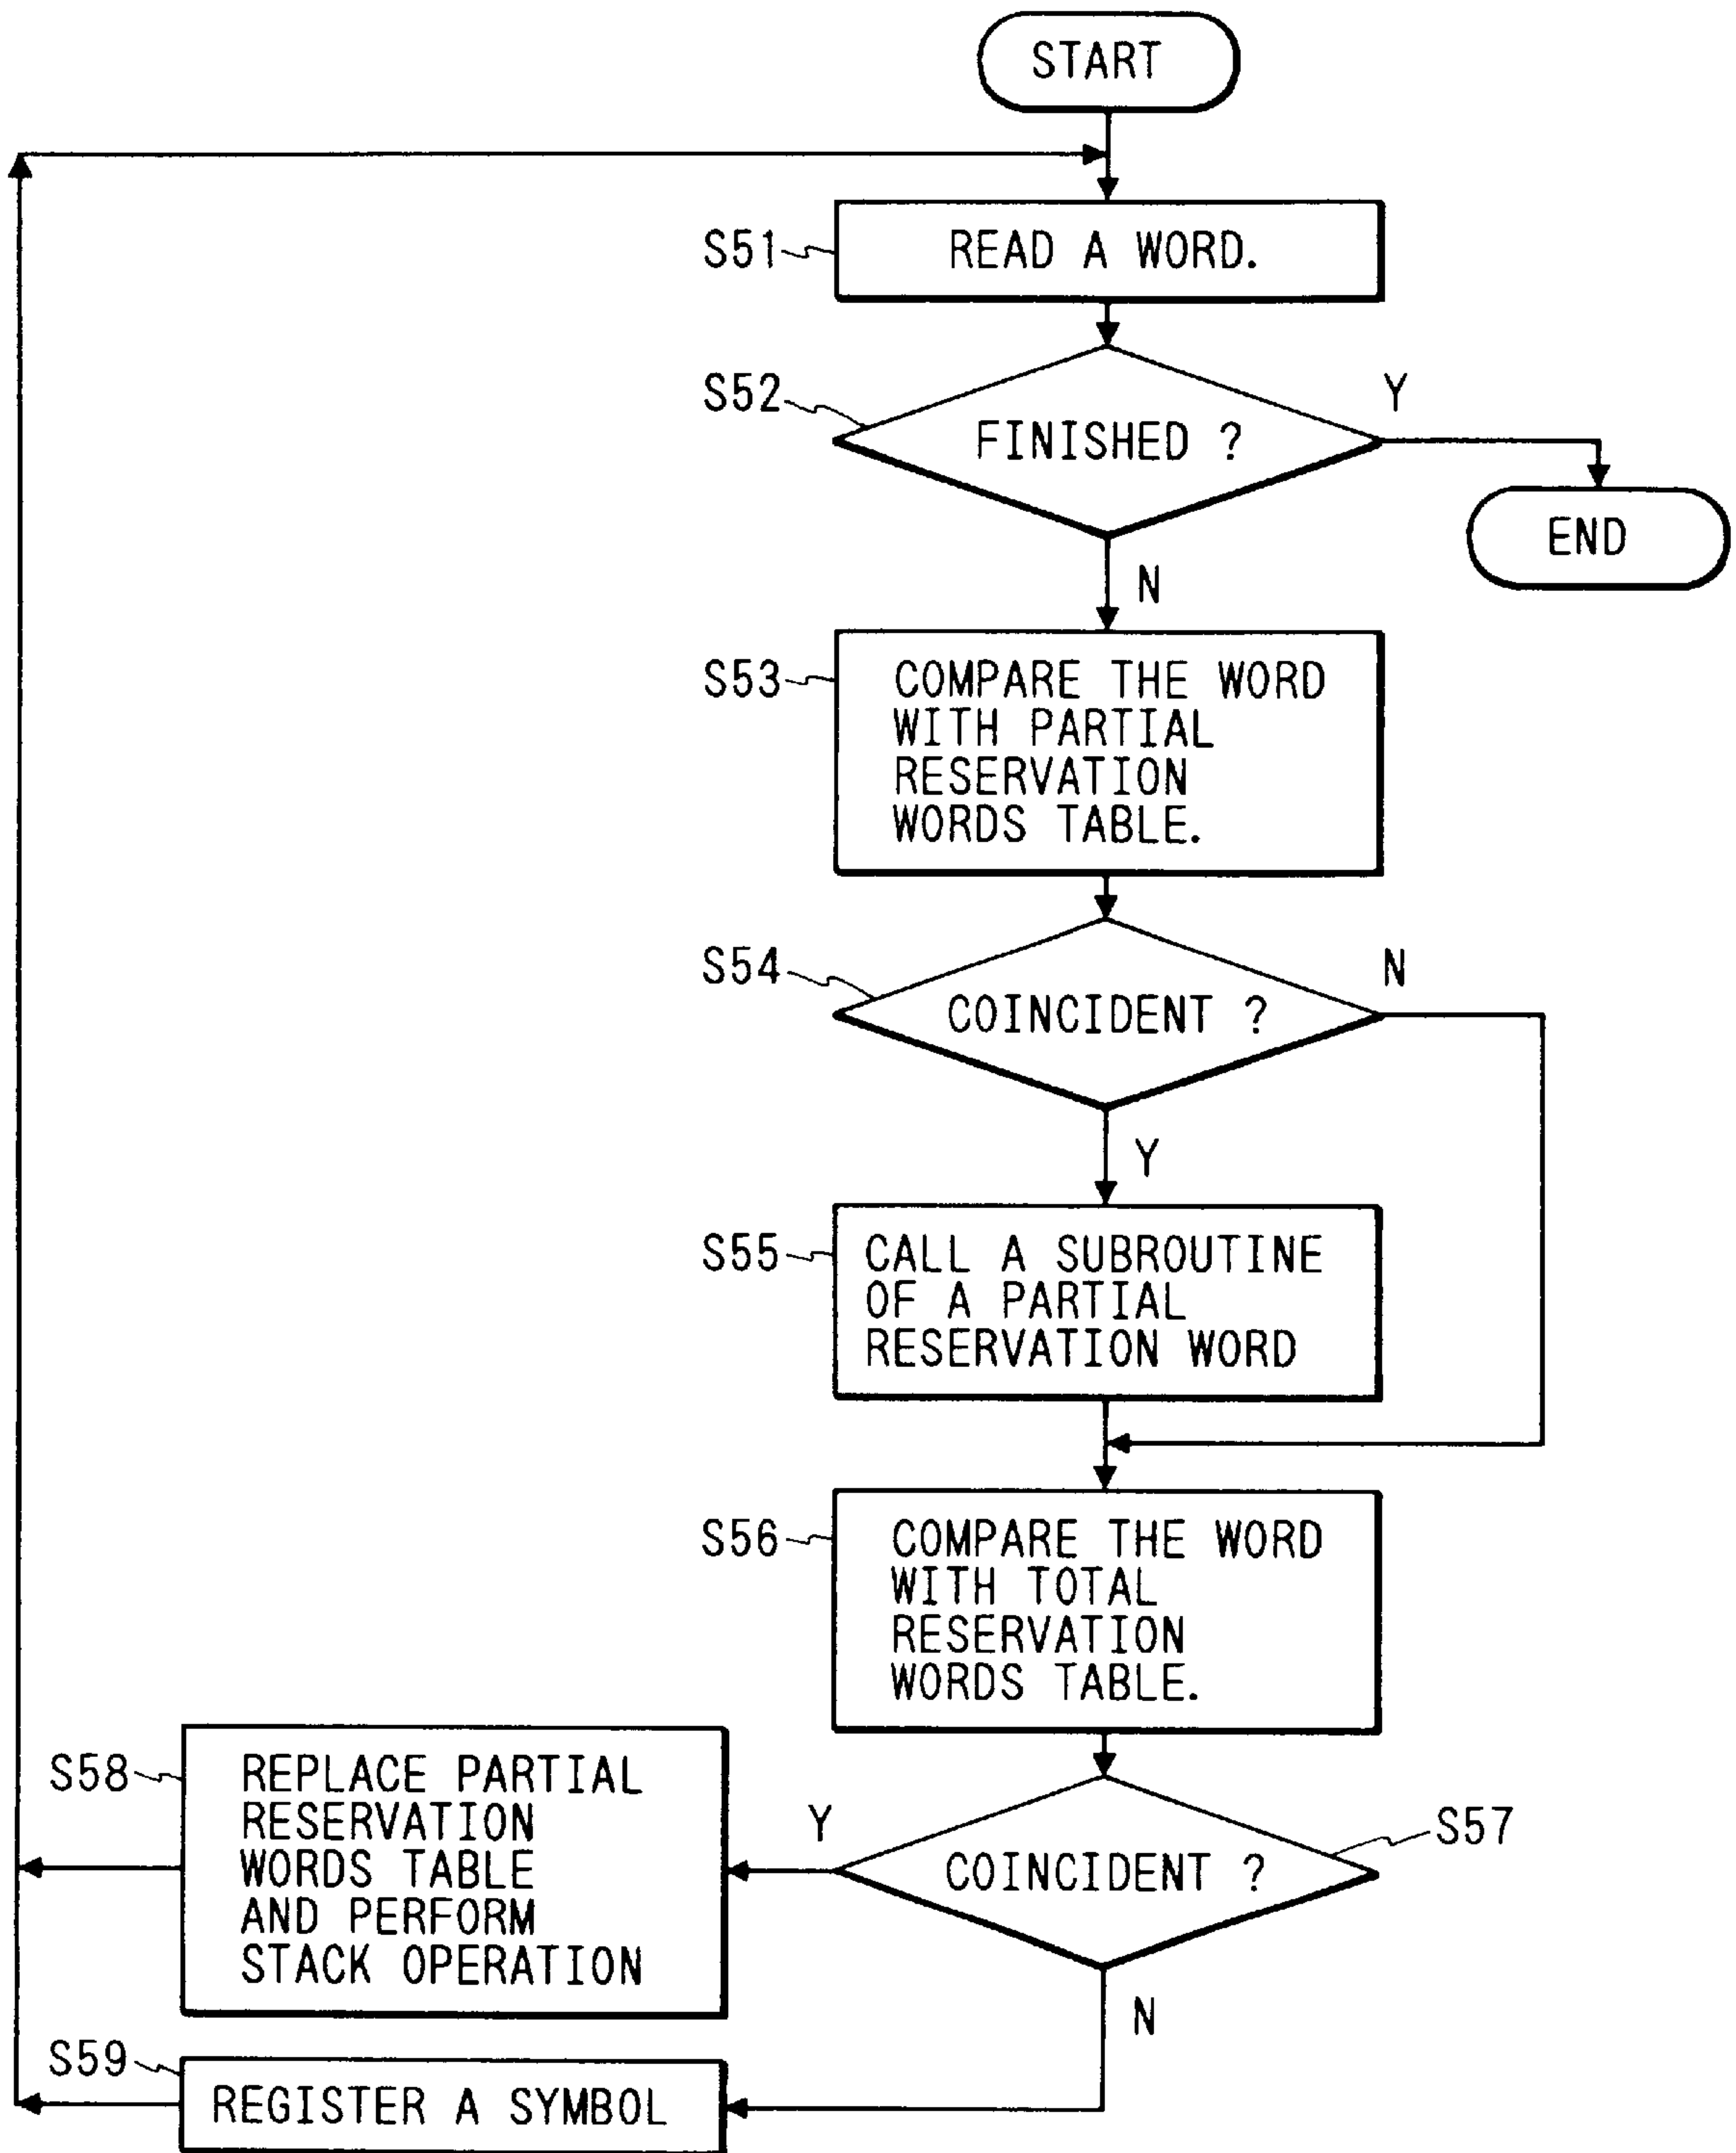 START
S51
READ A WORD.
S52
FINISHED ?
Y
END
N
S53
COMPARE THE WORD
WITH PARTIAL
RESERVATION
WORDS TABLE.
S54
COINCIDENT ?
N
Y
S55
CALL A SUBROUTINE
OF A PARTIAL
RESERVATION WORD
S56
COMPARE THE WORD
WITH TOTAL
RESERVATION
WORDS TABLE.
S57
COINCIDENT ?
Y
S58
REPLACE PARTIAL
RESERVATION
WORDS TABLE
AND PERFORM
STACK OPERATION
N
S59
REGISTER A SYMBOL